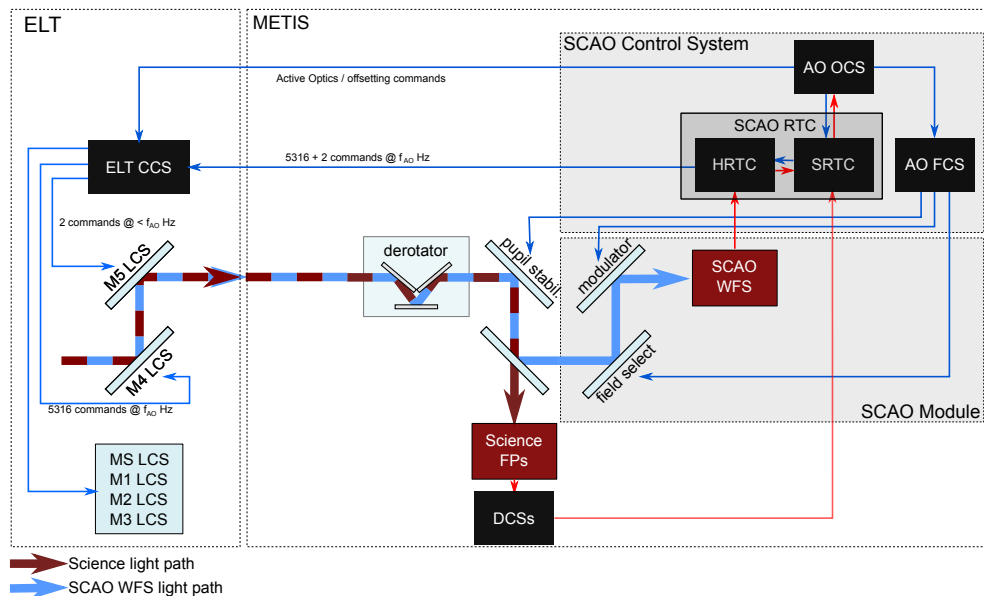 ELT
METIS
SCAO Control System
AO OCS
Active Optics / offsetting commands
SCAO RTC
ELT CCS
5316 + 2 commands @ fAO Hz
HRTC
SRTC
AO FCS
2 commands @ < fAO Hz
M5 LCS
derotator
pupil stabil.
modulator
SCAO
WFS
M4 LCS
field select
5316 commands @ fAO Hz
SCAO Module
MS LCS
M1 LCS
M2 LCS
M3 LCS
Science
FPs
DCSs
Science light path
SCAO WFS light path